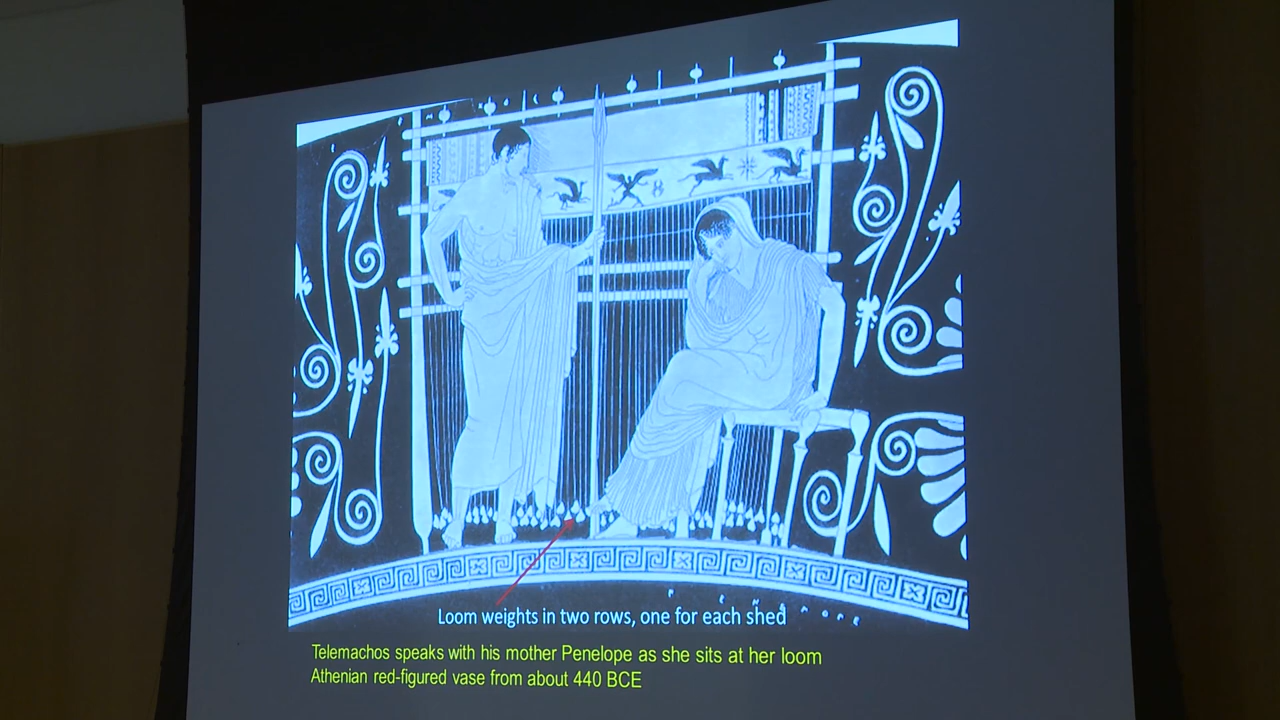 Loom weights in two rows, one for each shed
Telemachos speaks with his mother Penelope as she sits at her loom
Athenian red-figured vase from about 440 BCE